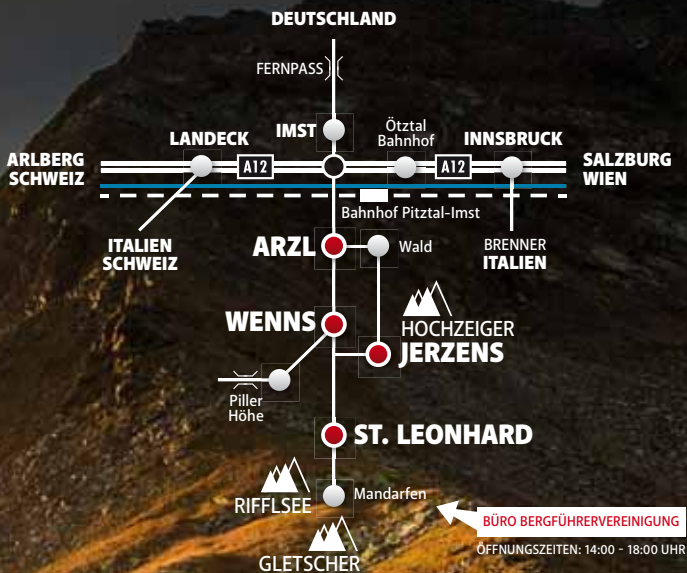 DEUTSCHLAND
FERNPASS
IMST
LANDECK
Ötztal
Bahnhof
INNSBRUCK
ARLBERG
SCHWEIZ
A12
A12
SALZBURG
WIEN
Bahnhof Pitztal-Imst
ITALIEN
SCHWEIZ
ARZL
Wald
BRENNER
ITALIEN
WENNS
HOCHZEIGER
JERZENS
Piller
Höhe
ST. LEONHARD
RIFFLSEE
Mandarfen
GLETSCHER
BÜRO BERGFÜHRERVEREINIGUNG
ÖFFNUNGSZEITEN: 14:00 - 18:00 UHR